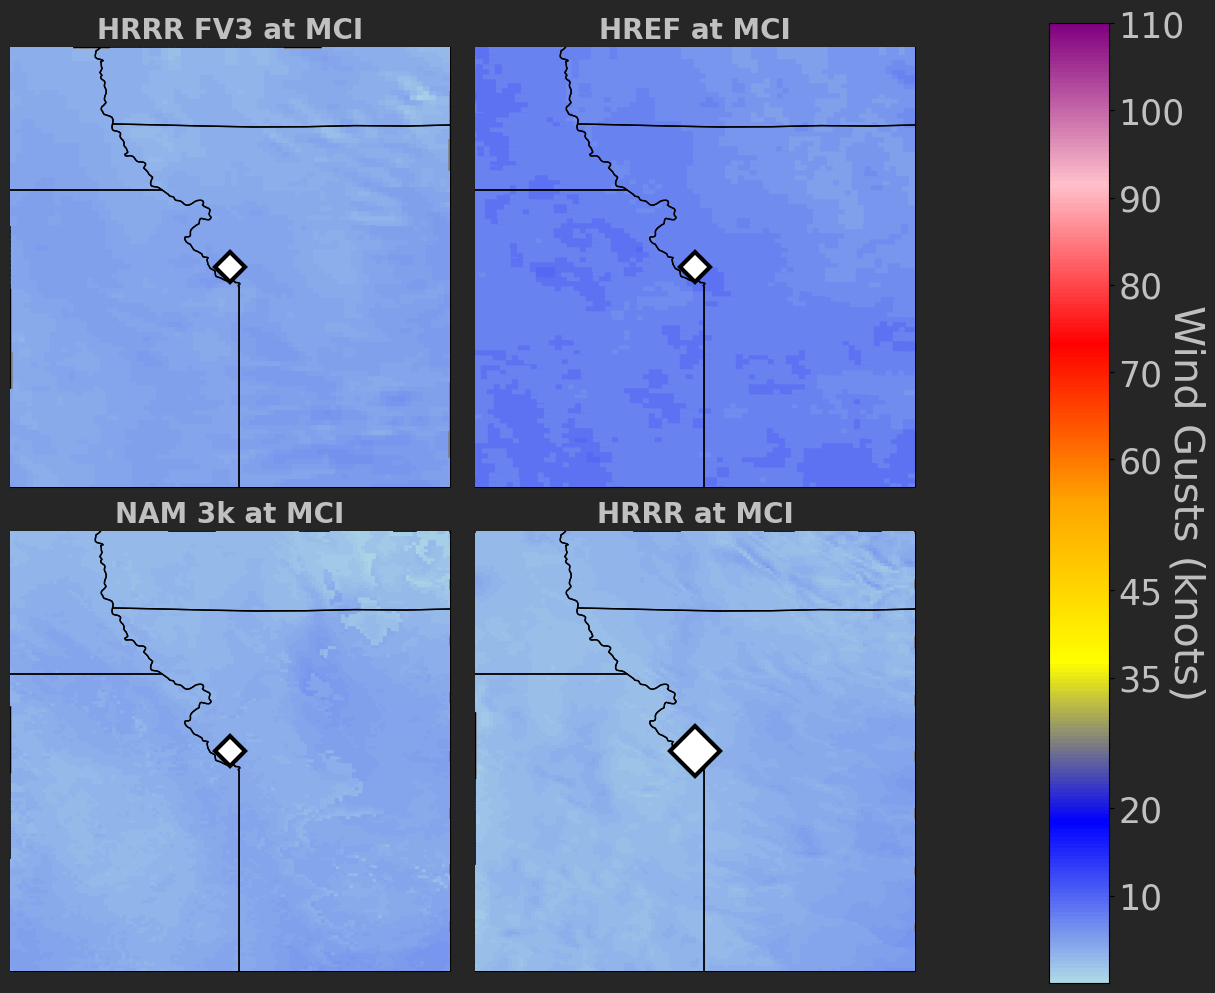 HRRR FV3 at MCI
HREF at MCI
NAM 3k at MCI
HRRR at MCI
110
100
90
80
70
60
45
35
20
10
Wind Gusts (knots)